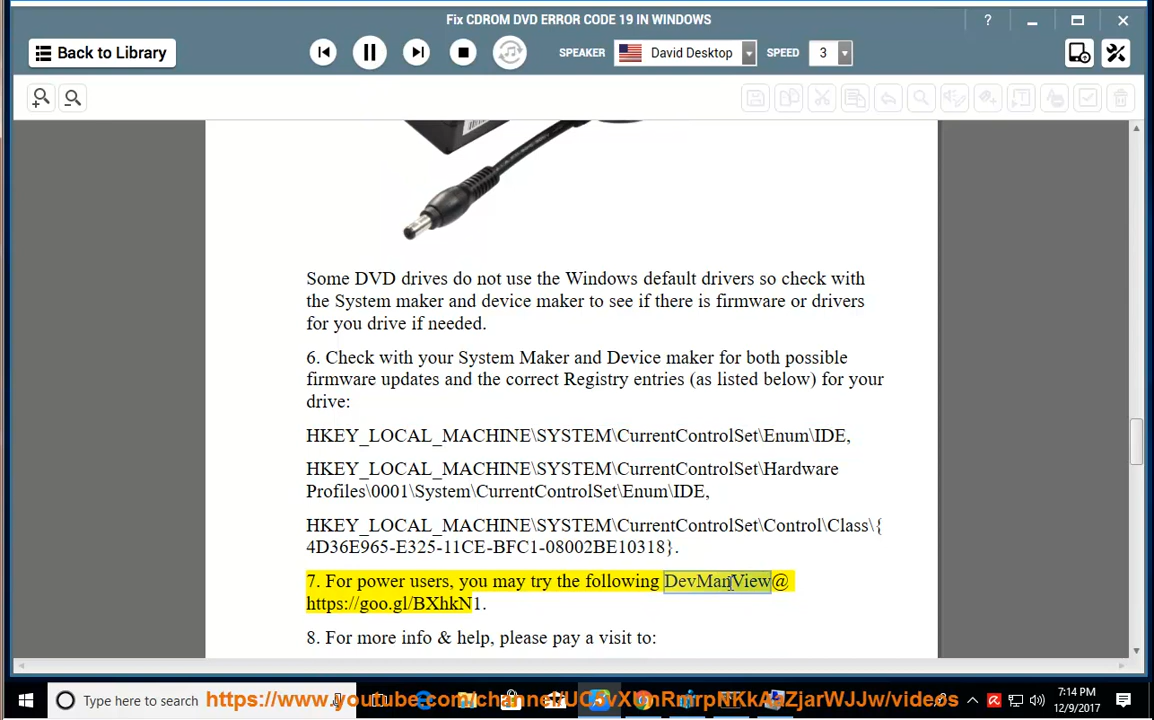 Fix CDROM DVD ERROR CODE 19 IN WINDOWS
?
Back to Library
SPEAKER
David Desktop
SPEED
3
Some DVD drives do not use the Windows default drivers so check with
the System maker and device maker to see if there is firmware or drivers
for you drive if needed.
6. Check with your System Maker and Device maker for both possible
firmware updates and the correct Registry entries (as listed below) for your
drive:
HKEY_LOCAL_MACHINE\SYSTEM\CurrentControlSet\Enum\IDE,
HKEY_LOCAL_MACHINE\SYSTEM\CurrentControlSet\Hardware
Profiles\0001\System\CurrentControlSet\Enum\IDE,
HKEY_LOCAL_MACHINE\SYSTEM\CurrentControlSet\Control\Class\{
4D36E965-E325-11CE-BFC1-08002BE10318}.
7. For power users, you may try the following DevManView@
https://goo.gl/BXhkN1.
8. For more info & help, please pay a visit to:
Type here to search
7:14 PM
12/9/2017